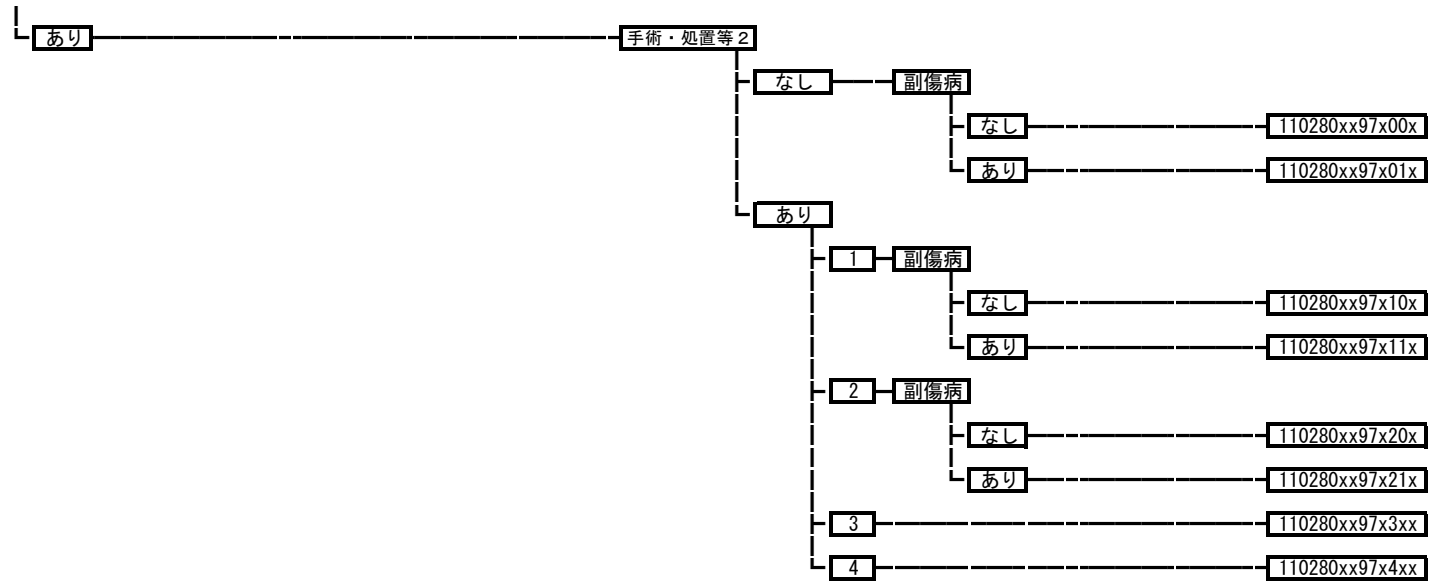 あり 手術・処置等２
なし 副傷病
なし 110280xx97x00x
あり 110280xx97x01x
あり
1 副傷病
なし 110280xx97x10x
あり 110280xx97x11x
2 副傷病
なし 110280xx97x20x
あり 110280xx97x21x
3 110280xx97x3xx
4 110280xx97x4xx